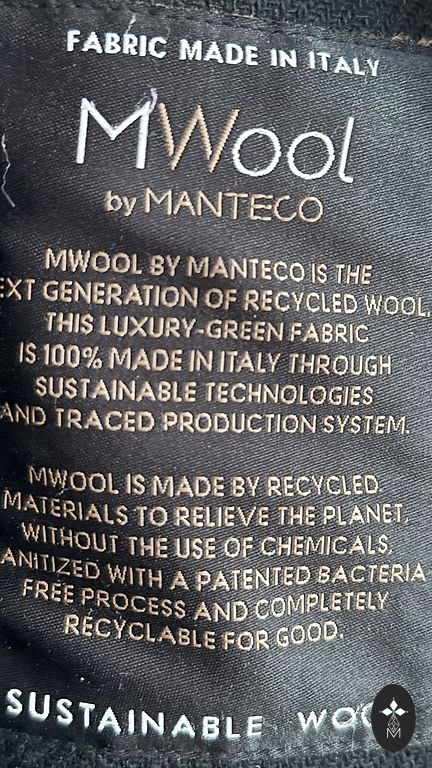 FABRIC MADE IN ITALY
MWool
by MANTECO
MWOOL BY MANTECO IS THE
EXT GENERATION OF RECYCLED WOOL.
THIS LUXURY-GREEN FABRIC
IS 100% MADE IN ITALY THROUGH
SUSTAINABLE TECHNOLOGIES
AND TRACED PRODUCTION SYSTEM.
MWOOL IS MADE BY RECYCLED
MATERIALS TO RELIEVE THE PLANET,
WITHOUT THE USE OF CHEMICALS,
ANITIZED WITH A PATENTED BACTERIA
FREE PROCESS AND COMPLETELY
RECYCLABLE FOR GOOD.
SUSTAINABLE WOO
M